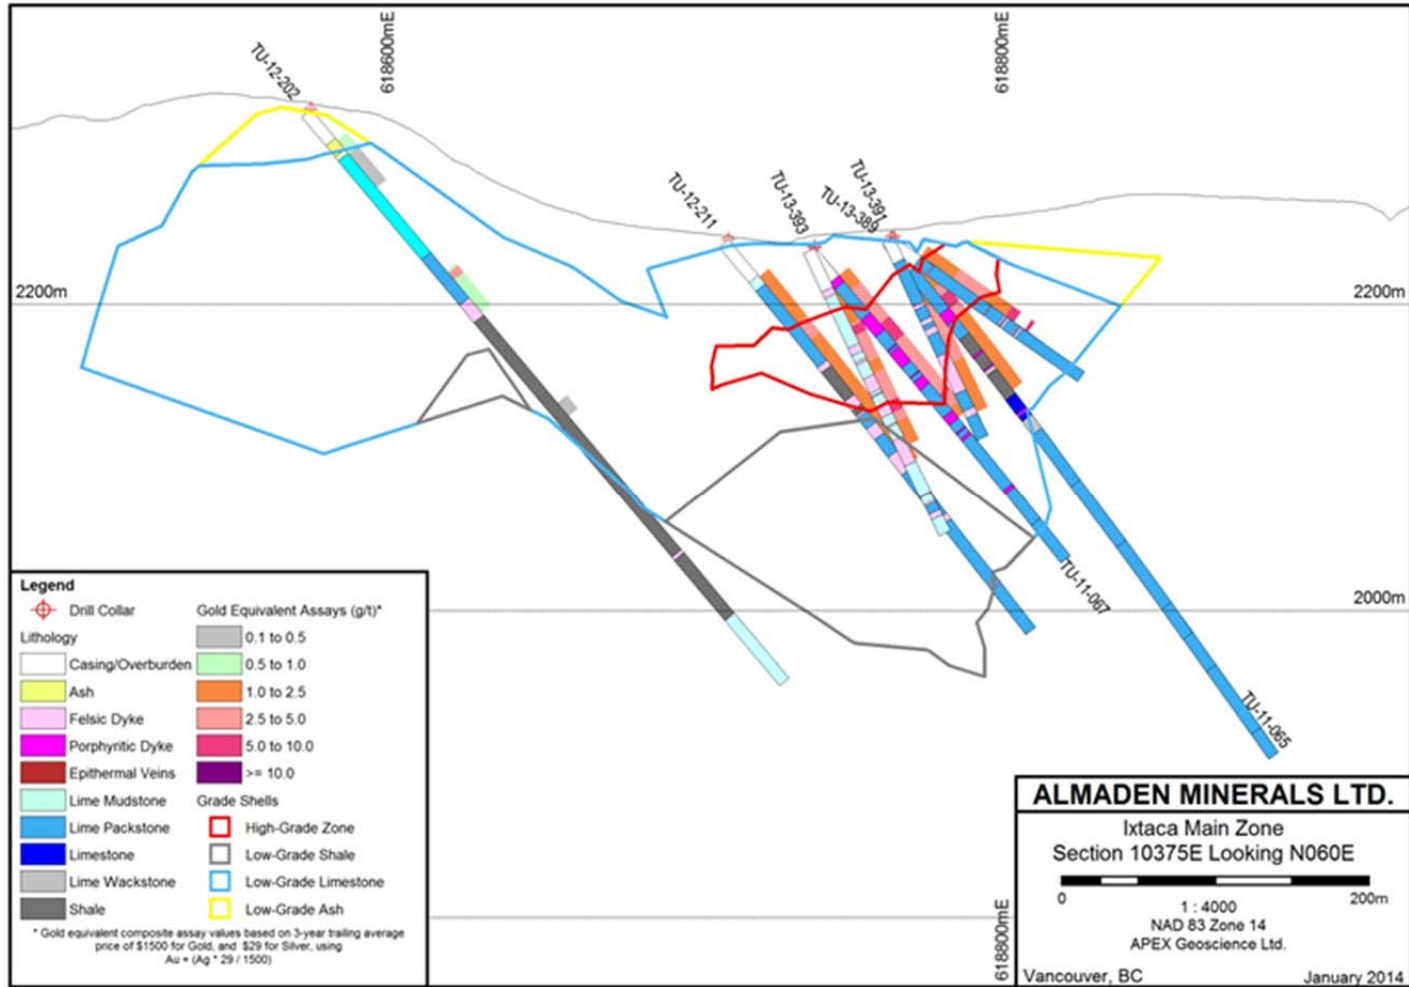 618600mE
618800mE
TU-12-202
TU-12-211
TU-13-393
TU-13-389
TU-13-391
2200m
2200m
2000m
TU-11-067
TU-11-065
Legend
Drill Collar
Lithology
Casing/Overburden
Ash
Felsic Dyke
Porphyritic Dyke
Epithermal Veins
Lime Mudstone
Lime Packstone
Limestone
Lime Wackstone
Shale
Gold Equivalent Assays (g/t)*
0.1 to 0.5
0.5 to 1.0
1.0 to 2.5
2.5 to 5.0
5.0 to 10.0
>= 10.0
Grade Shells
High-Grade Zone
Low-Grade Shale
Low-Grade Limestone
Low-Grade Ash
* Gold equivalent composite assay values based on 3-year trailing average
price of $1500 for Gold, and $29 for Silver, using
Au + (Ag * 29 / 1500)
618800mE
ALMADEN MINERALS LTD.
Ixtaca Main Zone
Section 10375E Looking N060E
0 200m
1 : 4000
NAD 83 Zone 14
APEX Geoscience Ltd.
Vancouver, BC January 2014